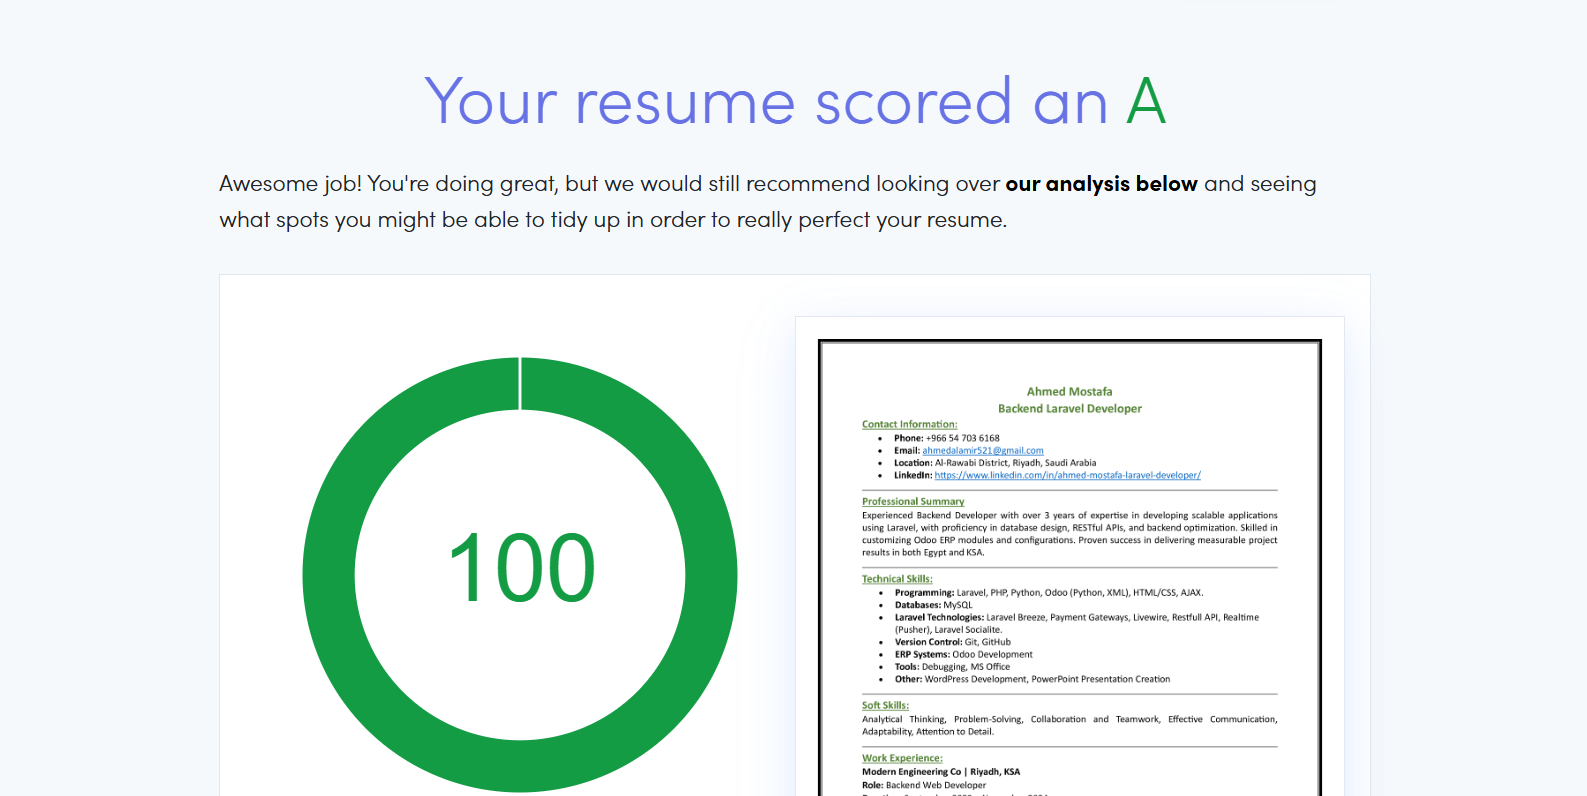 Your resume scored an A
Awesome job! You're doing great, but we would still recommend looking over our analysis below and seeing
what spots you might be able to tidy up in order to really perfect your resume.
100
Ahmed Mostafa
Backend Laravel Developer
Contact Information:
• Phone: +966 54 703 6168
• Email: ahmedalamir521@gmail.com
• Location: Al-Rawabi District, Riyadh, Saudi Arabia
• LinkedIn: https://www.linkedin.com/in/ahmed-mostafa-laravel-developer/
Professional Summary
Experienced Backend Developer with over 3 years of expertise in developing scalable applications
using Laravel, with proficiency in database design, RESTful APIs, and backend optimization. Skilled in
customizing Odoo ERP modules and configurations. Proven success in delivering measurable project
results in both Egypt and KSA.
Technical Skills:
• Programming: Laravel, PHP, Python, Odoo (Python, XML), HTML/CSS, AJAX.
• Databases: MySQL
• Laravel Technologies: Laravel Breeze, Payment Gateways, Livewire, Restfull API, Realtime
(Pusher), Laravel Socialite.
• Version Control: Git, GitHub
• ERP Systems: Odoo Development
• Tools: Debugging, MS Office
• Other: WordPress Development, PowerPoint Presentation Creation
Soft Skills:
Analytical Thinking, Problem-Solving, Collaboration and Teamwork, Effective Communication,
Adaptability, Attention to Detail.
Work Experience:
Modern Engineering Co | Riyadh, KSA
Role: Backend Web Developer